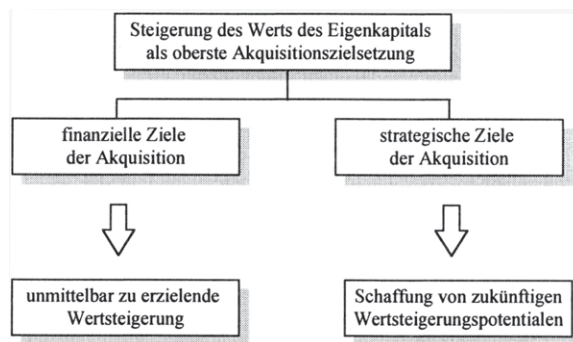 Steigerung des Werts des Eigenkapitals
als oberste Akquisitionszielsetzung
finanzielle Ziele
der Akquisition
strategische Ziele
der Akquisition
unmittelbar zu erzielende
Wertsteigerung
Schaffung von zukünftigen
Wertsteigerungspotentialen